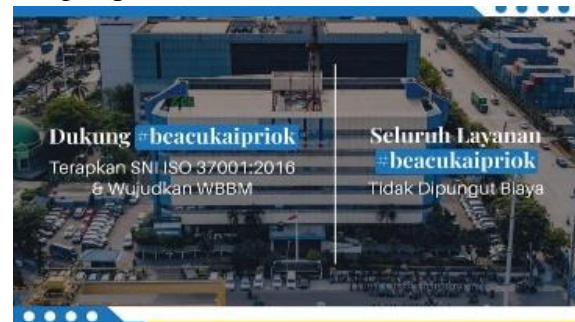 Dukung #beacukaipriok
Terapkan SNI ISO 37001:2016
& Wujudkan WBBM
Seluruh Layanan
#beacukaipriok
Tidak Dipungut Biaya